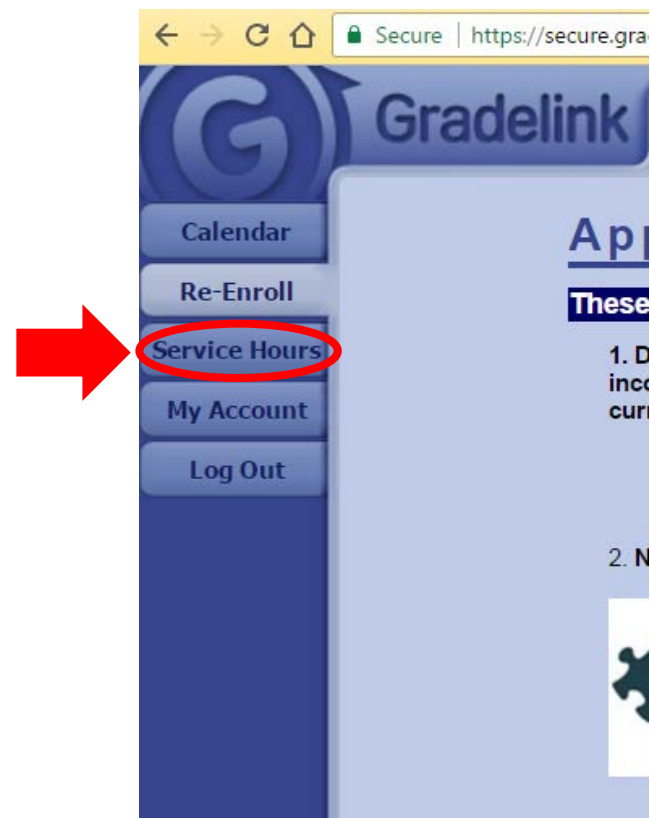 Secure | https://secure.gra
Gradelink
Calendar
Re-Enroll
Service Hours
My Account
Log Out
App
These
1. D
inco
curr
2. N